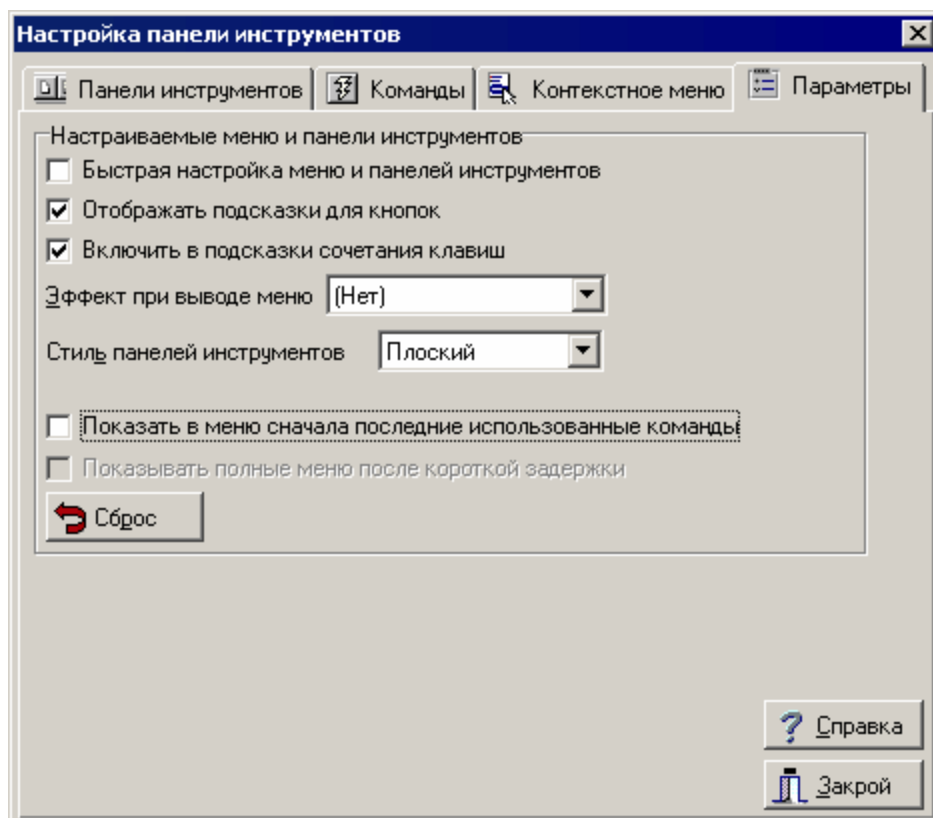 Настройка панели инструментов
Панели инструментов Команды Контекстное меню Параметры
Настраиваемые меню и панели инструментов
Быстрая настройка меню и панелей инструментов
Отображать подсказки для кнопок
Включить в подсказки сочетания клавиш
Эффект при выводе меню (Нет)
Стиль панелей инструментов Плоский
Показать в меню сначала последние использованные команды
Показывать полные меню после короткой задержки
Сброс
Справка
Закрой